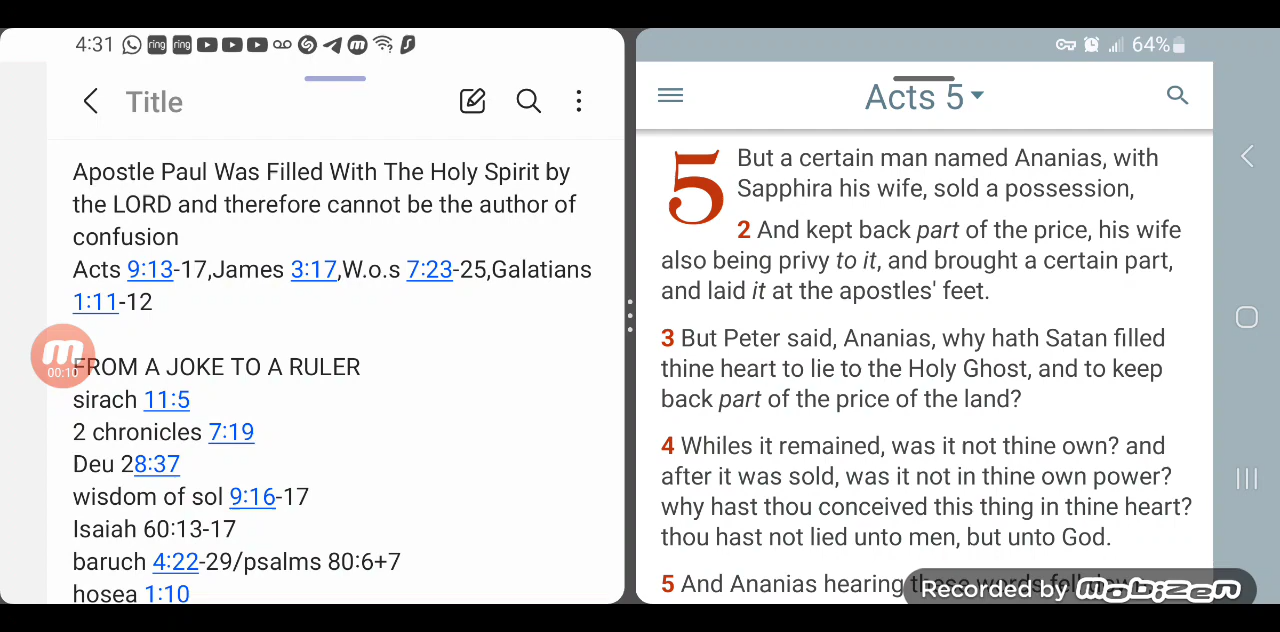 4:31 ring ring
Title
Apostle Paul Was Filled With The Holy Spirit by
the LORD and therefore cannot be the author of
confusion
Acts 9:13-17,James 3:17,W.o.s 7:23-25,Galatians
1:11-12
00:10
FROM A JOKE TO A RULER
sirach 11:5
2 chronicles 7:19
Deu 28:37
wisdom of sol 9:16-17
Isaiah 60:13-17
baruch 4:22-29/psalms 80:6+7
hosea 1:10
64%
Acts 5
5 But a certain man named Ananias, with
Sapphira his wife, sold a possession,
2 And kept back part of the price, his wife
also being privy to it, and brought a certain part,
and laid it at the apostles' feet.
3 But Peter said, Ananias, why hath Satan filled
thine heart to lie to the Holy Ghost, and to keep
back part of the price of the land?
4 Whiles it remained, was it not thine own? and
after it was sold, was it not in thine own power?
why hast thou conceived this thing in thine heart?
thou hast not lied unto men, but unto God.
5 And Ananias hearing these words fell down
Recorded by mobizen